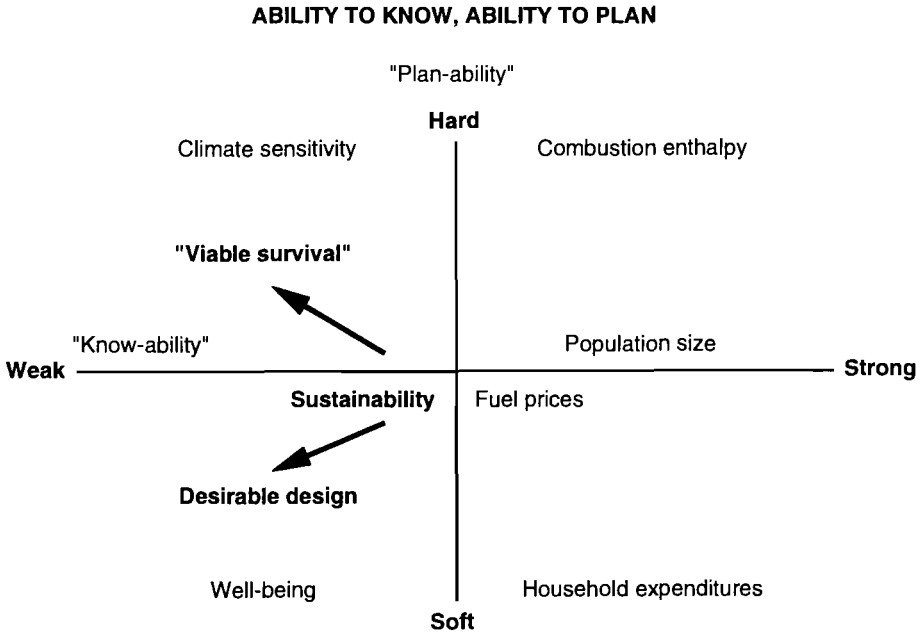 ABILITY TO KNOW, ABILITY TO PLAN
"Plan-ability"
Hard
Climate sensitivity
Combustion enthalpy
"Viable survival"
"Know-ability"
Population size
Weak
Strong
Sustainability
Fuel prices
Desirable design
Well-being
Household expenditures
Soft